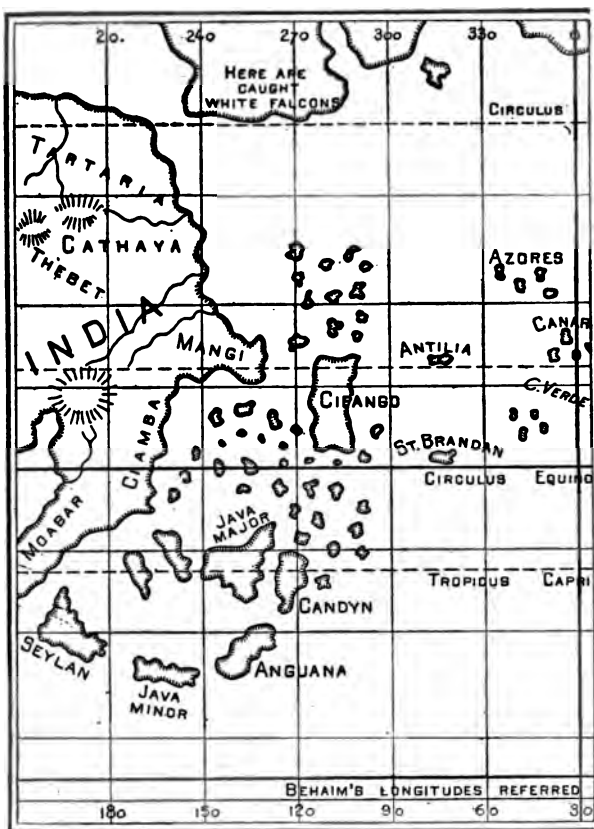 20. 240 270 300 330 0
HERE ARE
CAUGHT
WHITE FALCONS
CIRCULUS
TARTARIA
CATHAYA
THEBET
AZORES
INDIA
CANAR
MANGI
ANTILIA
CIPANGO
C. VERDE
CIAMBA
ST. BRANDAN
CIRCULUS EQUINO
MOABAR
JAVA
MAJOR
TROPICUS CAPRI
CANDYN
SEYLAN
ANGUANA
JAVA
MINOR
BEHAIM'S LONGITUDES REFERRED
180 150 120 90 60 30